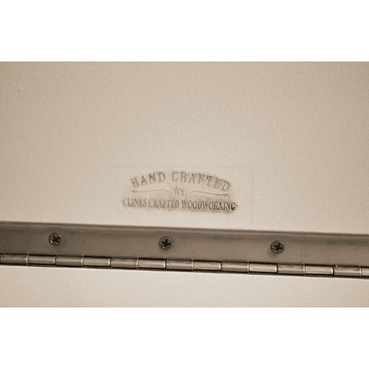 HAND CRAFTED
BY
CLINES CRAFTED WOODWORKING